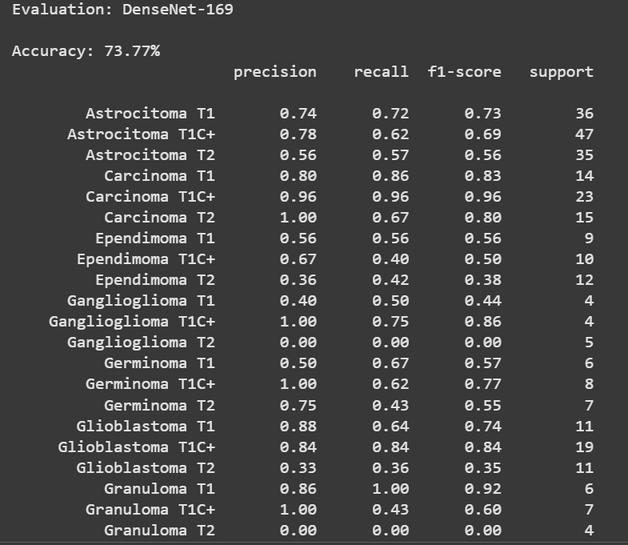 Evaluation: DenseNet-169
Accuracy: 73.77%
precision recall f1-score support
Astrocitoma T1 0.74 0.72 0.73 36
Astrocitoma T1C+ 0.78 0.62 0.69 47
Astrocitoma T2 0.56 0.57 0.56 35
Carcinoma T1 0.80 0.86 0.83 14
Carcinoma T1C+ 0.96 0.96 0.96 23
Carcinoma T2 1.00 0.67 0.80 15
Ependimoma T1 0.56 0.56 0.56 9
Ependimoma T1C+ 0.67 0.40 0.50 10
Ependimoma T2 0.36 0.42 0.38 12
Ganglioglioma T1 0.40 0.50 0.44 4
Ganglioglioma T1C+ 1.00 0.75 0.86 4
Ganglioglioma T2 0.00 0.00 0.00 5
Germinoma T1 0.50 0.67 0.57 6
Germinoma T1C+ 1.00 0.62 0.77 8
Germinoma T2 0.75 0.43 0.55 7
Glioblastoma T1 0.88 0.64 0.74 11
Glioblastoma T1C+ 0.84 0.84 0.84 19
Glioblastoma T2 0.33 0.36 0.35 11
Granuloma T1 0.86 1.00 0.92 6
Granuloma T1C+ 1.00 0.43 0.60 7
Granuloma T2 0.00 0.00 0.00 4